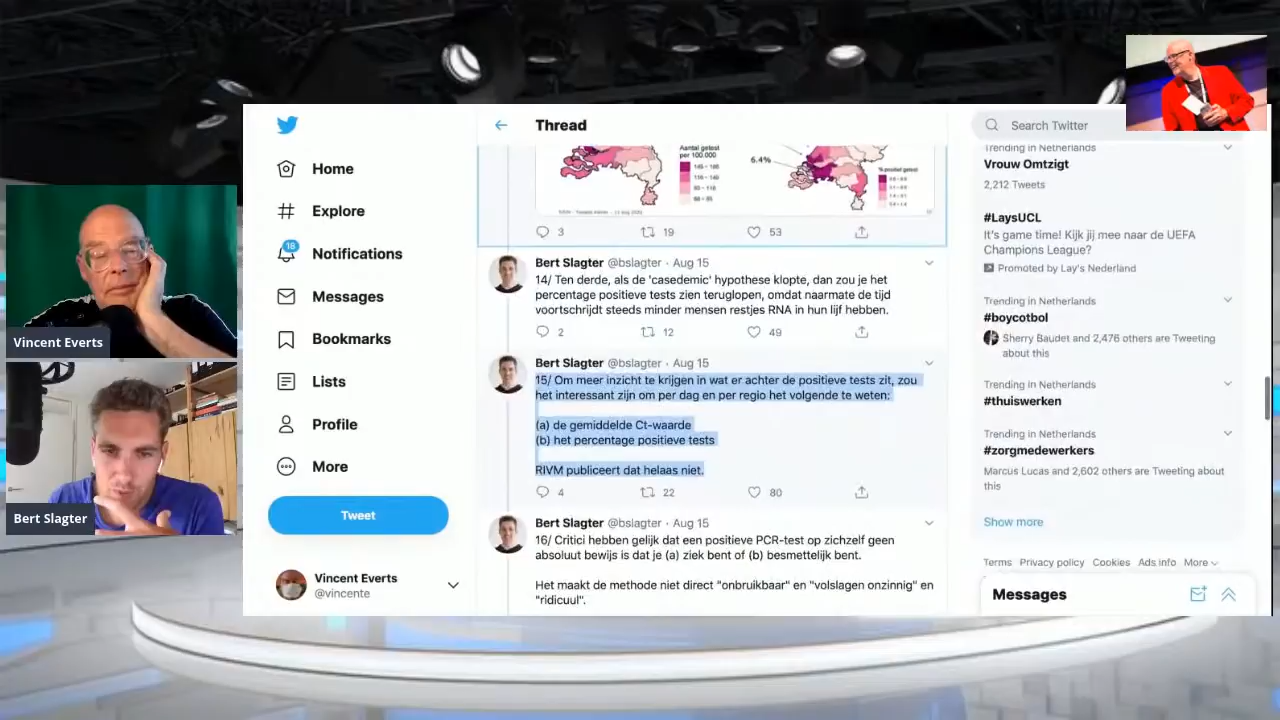 Vincent Everts
Bert Slagter
Home
Explore
18
Notifications
Messages
Bookmarks
Lists
Profile
More
Tweet
Vincent Everts
@vincente
Thread
Aantal getest
per 100.000
6.4%
% positief getest
3
19
53
Bert Slagter @bslagter · Aug 15
14/ Ten derde, als de 'casedemic' hypothese klopte, dan zou je het
percentage positieve tests zien teruglopen, omdat naarmate de tijd
voortschrijdt steeds minder mensen restjes RNA in hun lijf hebben.
2
12
49
Bert Slagter @bslagter · Aug 15
15/ Om meer inzicht te krijgen in wat er achter de positieve tests zit, zou
het interessant zijn om per dag en per regio het volgende te weten:
(a) de gemiddelde Ct-waarde
(b) het percentage positieve tests
RIVM publiceert dat helaas niet.
4
22
80
Bert Slagter @bslagter · Aug 15
16/ Critici hebben gelijk dat een positieve PCR-test op zichzelf geen
absoluut bewijs is dat je (a) ziek bent of (b) besmettelijk bent.
Het maakt de methode niet direct "onbruikbaar" en "volslagen onzinnig" en
"ridicuul".
Search Twitter
Trending in Netherlands
Vrouw Omtzigt
2,212 Tweets
#LaysUCL
It's game time! Kijk jij mee naar de UEFA
Champions League?
Promoted by Lay's Nederland
Trending in Netherlands
#boycotbol
Sherry Baudet and 2,476 others are Tweeting
about this
Trending in Netherlands
#thuiswerken
Trending in Netherlands
#zorgmedewerkers
Marcus Lucas and 2,602 others are Tweeting about
this
Show more
Terms Privacy policy Cookies Ads info More
Messages